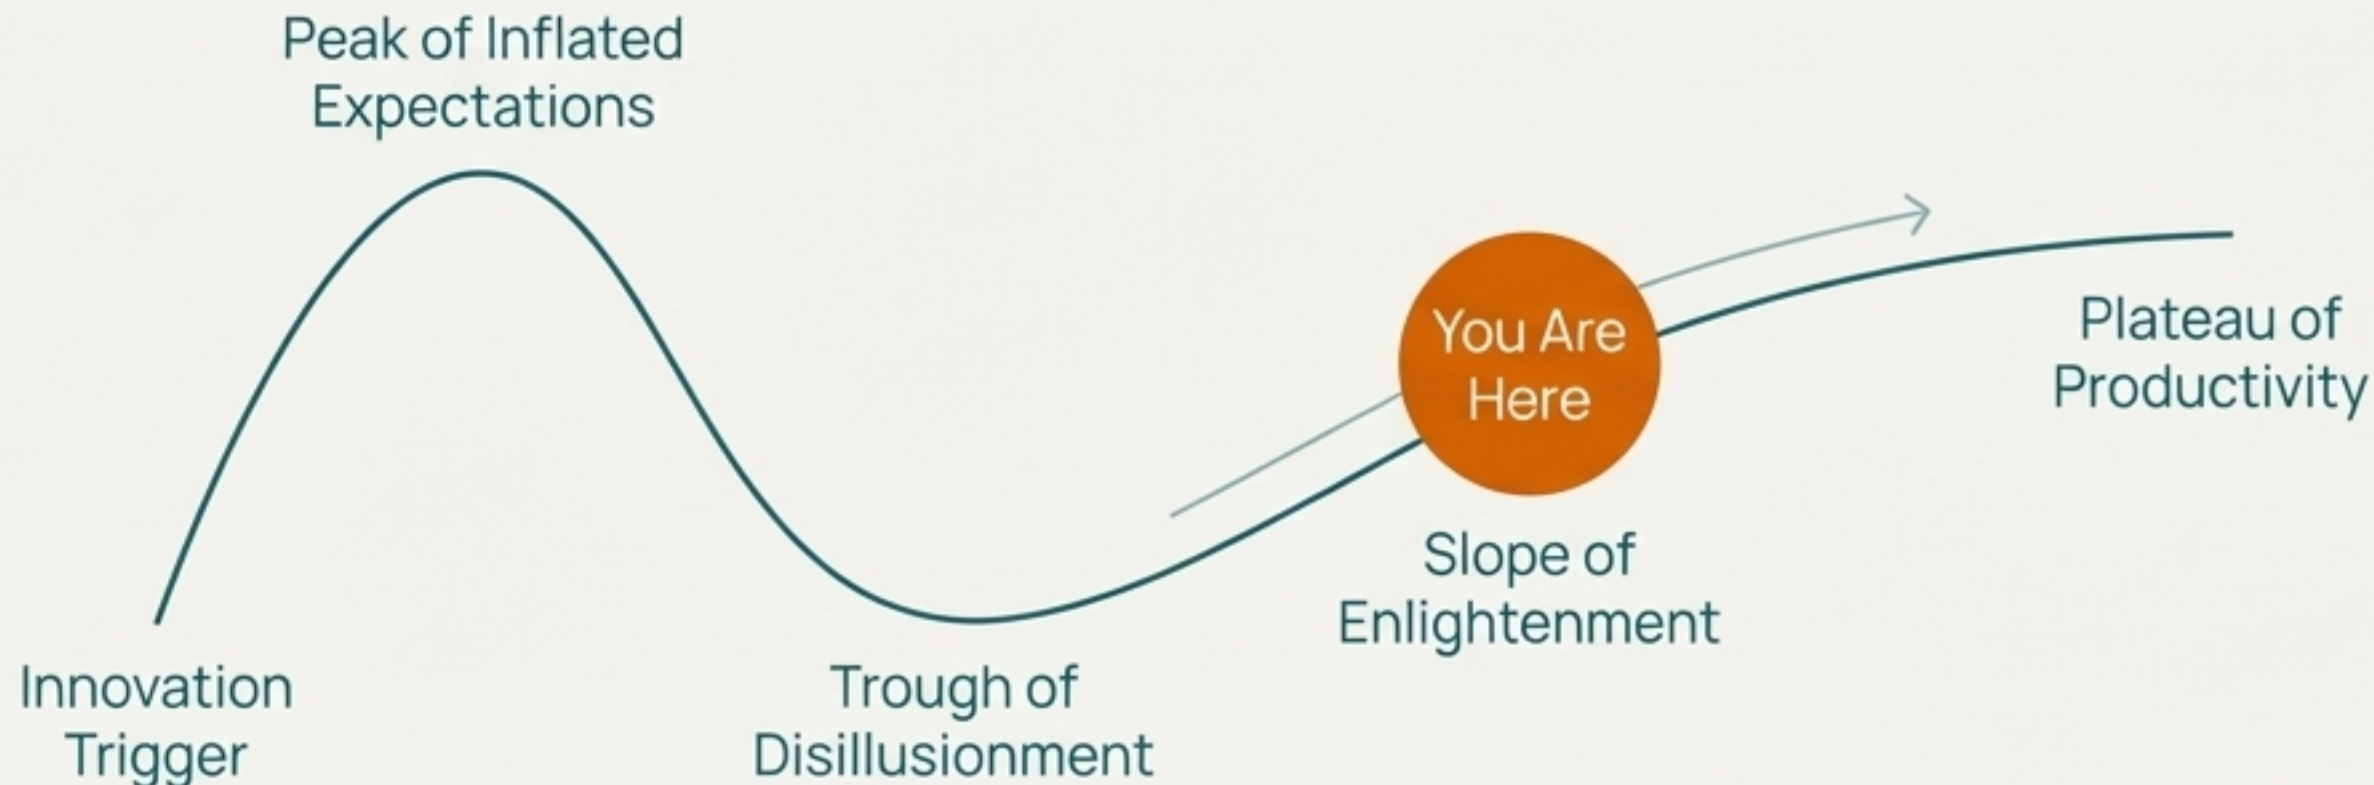 Peak of Inflated
Expectations
You Are
Here
Plateau of
Productivity
Slope of
Enlightenment
Innovation
Trigger
Trough of
Disillusionment